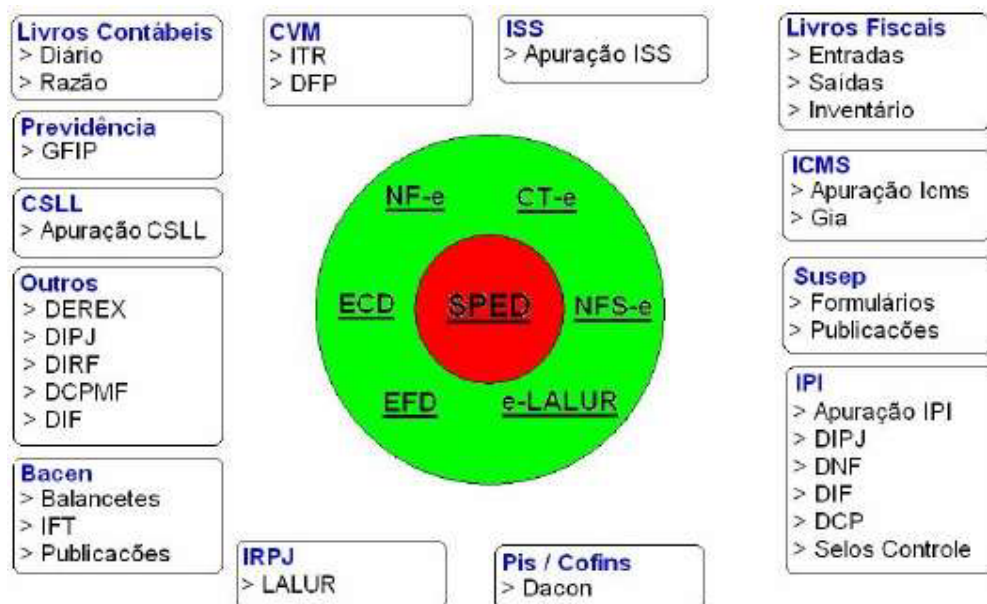 Livros Contábeis
> Diário
> Razão
Previdência
> GFIP
CSLL
> Apuração CSLL
Outros
> DEREX
> DIPJ
> DIRF
> DCPMF
> DIF
Bacen
> Balancetes
> IFT
> Publicacões
CVM
> ITR
> DFP
ISS
> Apuração ISS
NF-e
CT-e
ECD
SPED
NFS-e
EFD
e-LALUR
IRPJ
> LALUR
Pis / Cofins
> Dacon
Livros Fiscais
> Entradas
> Saídas
> Inventário
ICMS
> Apuração Icms
> Gia
Susep
> Formulários
> Publicacões
IPI
> Apuração IPI
> DIPJ
> DNF
> DIF
> DCP
> Selos Controle